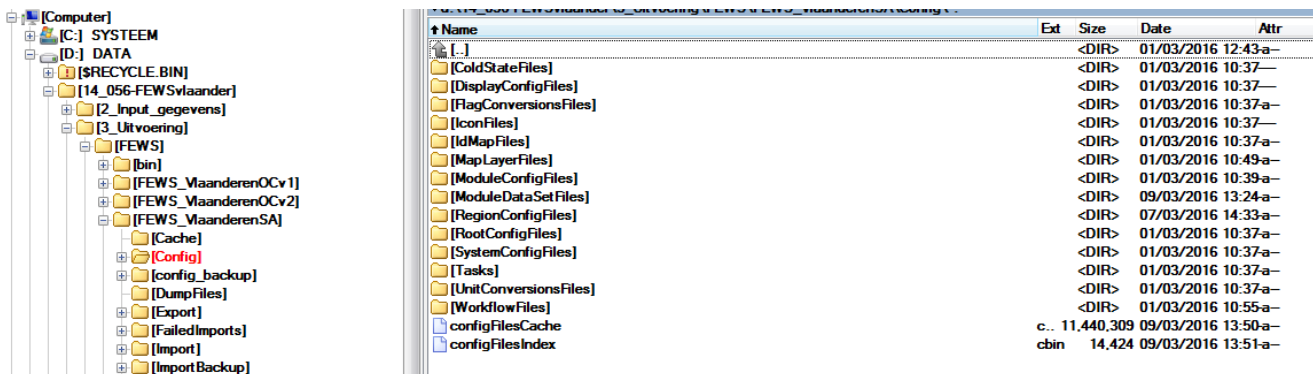 [Computer]
[C:] SYSTEEM
[D:] DATA
[$RECYCLE.BIN]
[14_056-FEWSvlaander]
[2_Input_gegevens]
[3_Uitvoering]
[FEWS]
[bin]
[FEWS_VlaanderenOCv1]
[FEWS_VlaanderenOCv2]
[FEWS_VlaanderenSA]
[Cache]
[Config]
[config_backup]
[DumpFiles]
[Export]
[FailedImports]
[Import]
[ImportBackup]
Name Ext Size Date Attr
[..] <DIR> 01/03/2016 12:43-a--
[ColdStateFiles] <DIR> 01/03/2016 10:37----
[DisplayConfigFiles] <DIR> 01/03/2016 10:37----
[FlagConversionsFiles] <DIR> 01/03/2016 10:37-a--
[IconFiles] <DIR> 01/03/2016 10:37----
[IdMapFiles] <DIR> 01/03/2016 10:37-a--
[MapLayerFiles] <DIR> 01/03/2016 10:49-a--
[ModuleConfigFiles] <DIR> 01/03/2016 10:39-a--
[ModuleDataSetFiles] <DIR> 09/03/2016 13:24-a--
[RegionConfigFiles] <DIR> 07/03/2016 14:33-a--
[RootConfigFiles] <DIR> 01/03/2016 10:37-a--
[SystemConfigFiles] <DIR> 01/03/2016 10:37-a--
[Tasks] <DIR> 01/03/2016 10:37-a--
[UnitConversionsFiles] <DIR> 01/03/2016 10:37-a--
[WorkflowFiles] <DIR> 01/03/2016 10:55-a--
configFilesCache c.. 11,440,309 09/03/2016 13:50-a--
configFilesIndex cbin 14,424 09/03/2016 13:51-a--